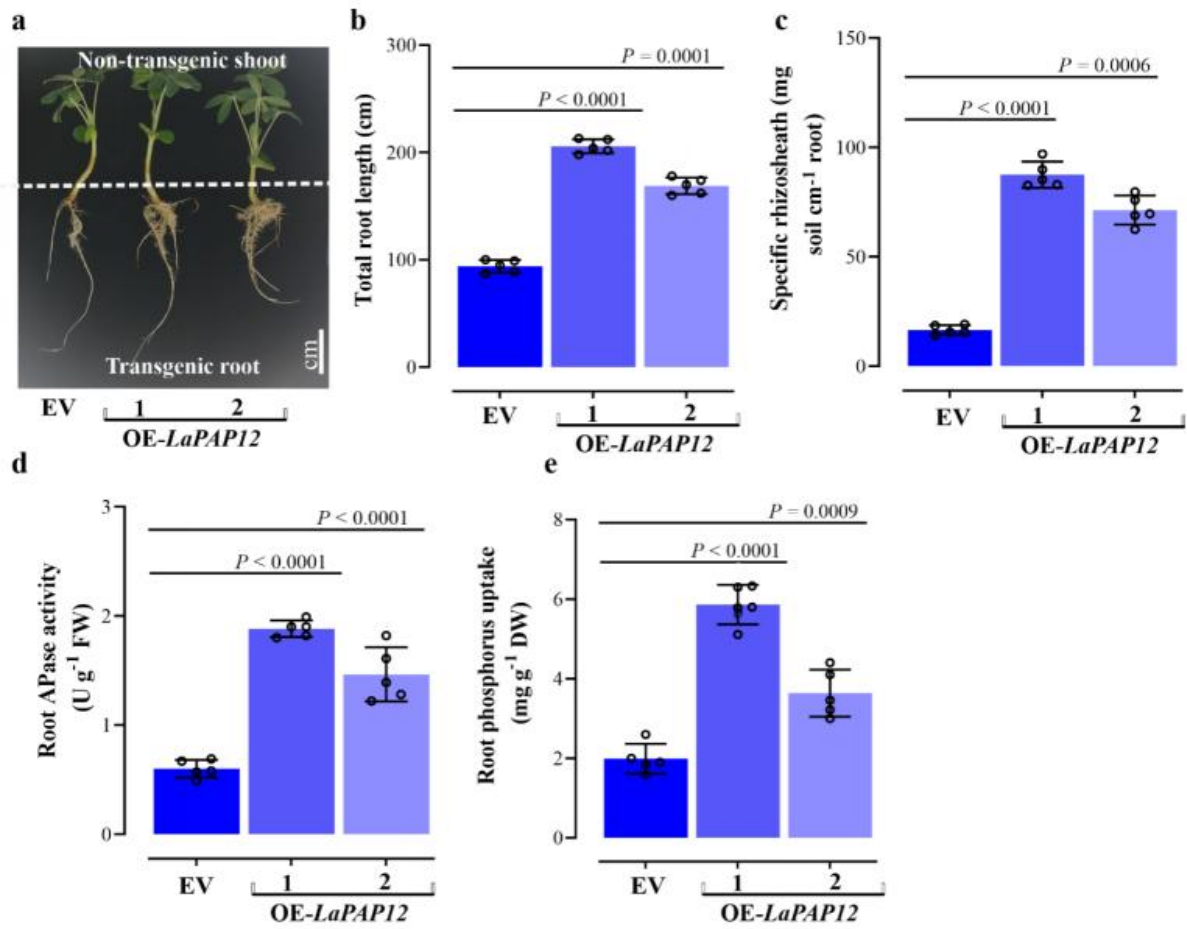 a
Non-transgenic shoot
Transgenic root
cm
EV 1 2
OE-LaPAP12
b
Total root length (cm)
300
200
100
0
P = 0.0001
P < 0.0001
EV 1 2
OE-LaPAP12
c
Specific rhizosheath (mg
soil cm⁻¹ root)
150
100
50
0
P = 0.0006
P < 0.0001
EV 1 2
OE-LaPAP12
d
Root APase activity
(U g⁻¹ FW)
3
2
1
0
P < 0.0001
P < 0.0001
EV 1 2
OE-LaPAP12
e
Root phosphorus uptake
(mg g⁻¹ DW)
8
6
4
2
0
P = 0.0009
P < 0.0001
EV 1 2
OE-LaPAP12